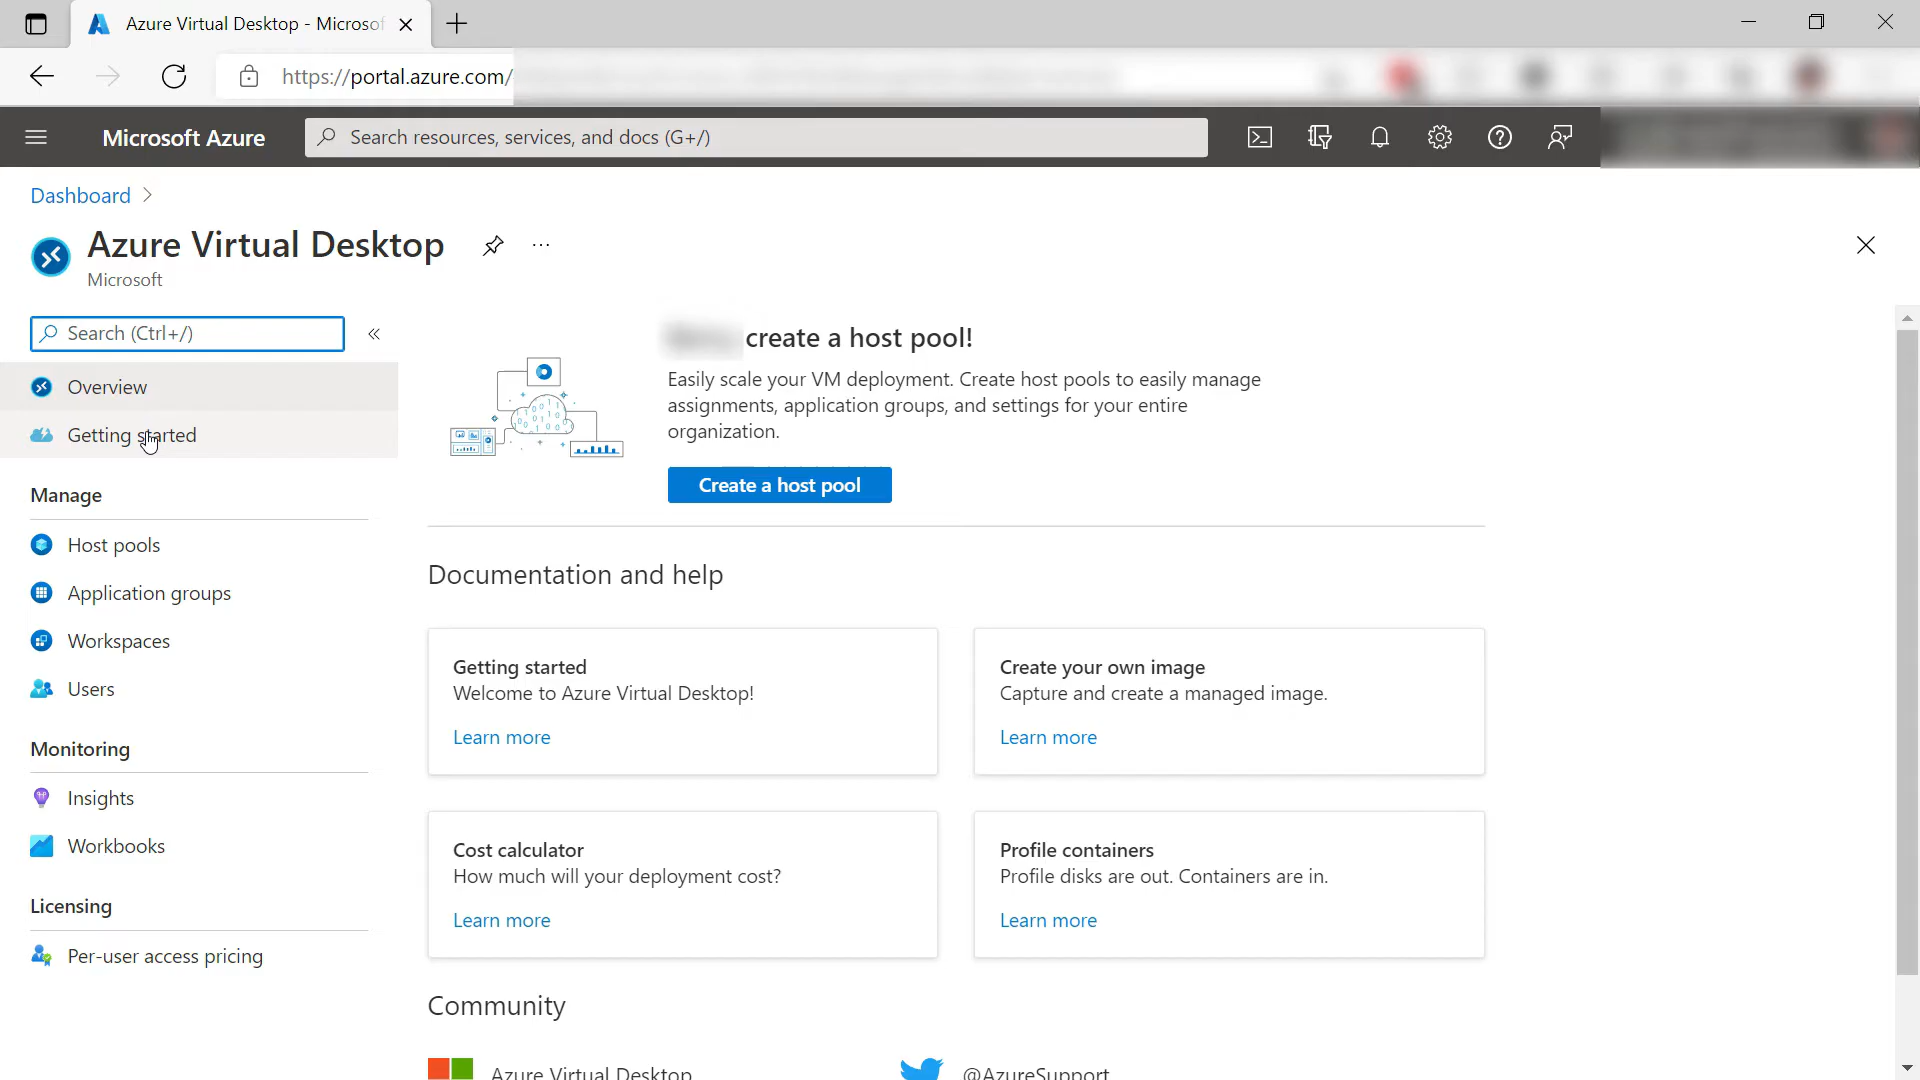 Azure Virtual Desktop - Microsof
https://portal.azure.com/
Microsoft Azure
Search resources, services, and docs (G+/)
Dashboard
Azure Virtual Desktop
Microsoft
Search (Ctrl+/)
Overview
Getting started
Manage
Host pools
Application groups
Workspaces
Users
Monitoring
Insights
Workbooks
Licensing
Per-user access pricing
create a host pool!
Easily scale your VM deployment. Create host pools to easily manage
assignments, application groups, and settings for your entire
organization.
Create a host pool
Documentation and help
Getting started
Welcome to Azure Virtual Desktop!
Learn more
Create your own image
Capture and create a managed image.
Learn more
Cost calculator
How much will your deployment cost?
Learn more
Profile containers
Profile disks are out. Containers are in.
Learn more
Community
Azure Virtual Desktop
@AzureSupport